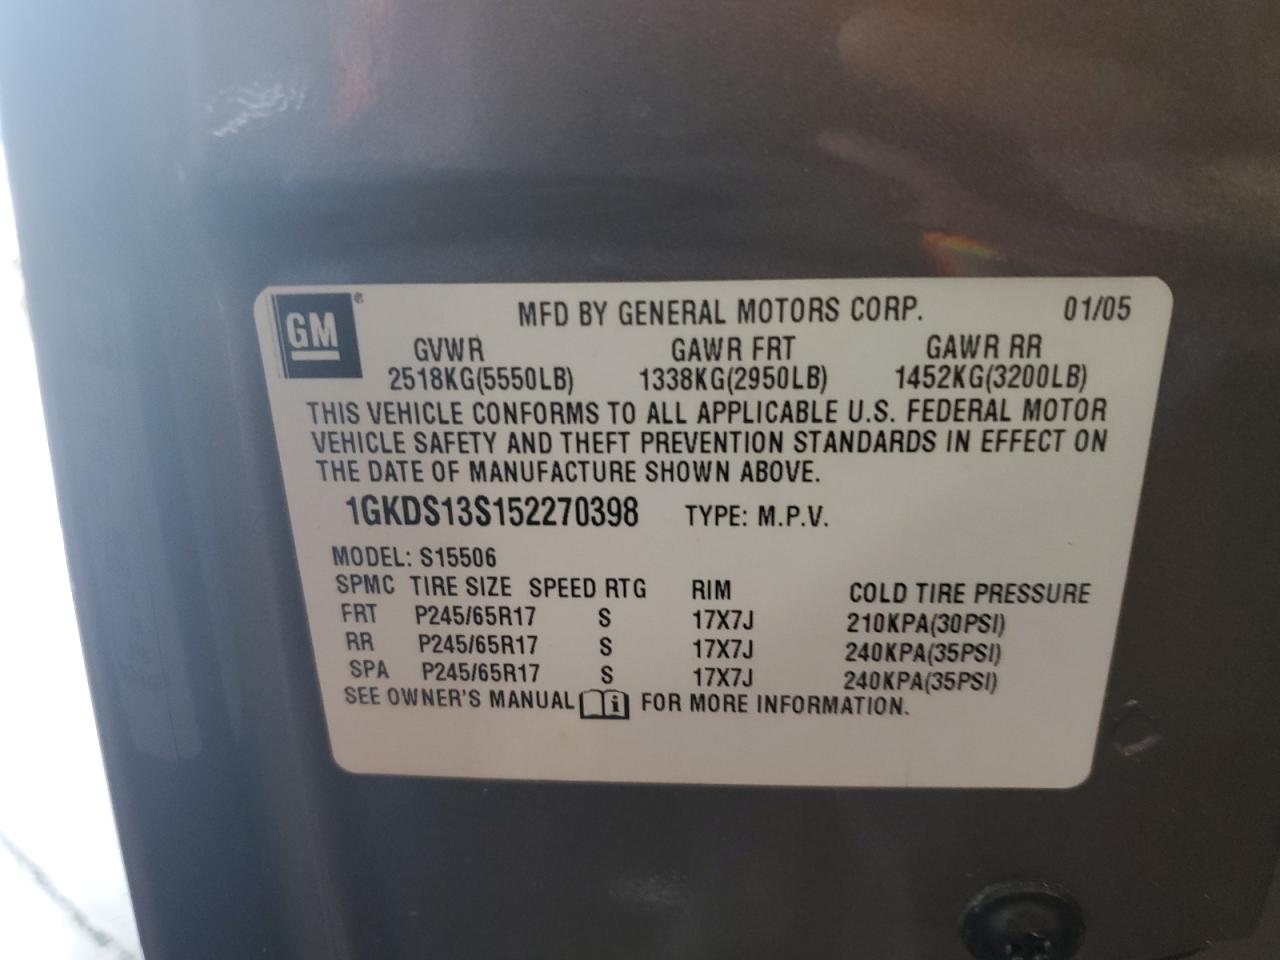 GM ® MFD BY GENERAL MOTORS CORP. 01/05
GVWR GAWR FRT GAWR RR
2518KG(5550LB) 1338KG(2950LB) 1452KG(3200LB)
THIS VEHICLE CONFORMS TO ALL APPLICABLE U.S. FEDERAL MOTOR
VEHICLE SAFETY AND THEFT PREVENTION STANDARDS IN EFFECT ON
THE DATE OF MANUFACTURE SHOWN ABOVE.
1GKDS13S152270398 TYPE: M.P.V.
MODEL: S15506
SPMC TIRE SIZE SPEED RTG RIM COLD TIRE PRESSURE
FRT P245/65R17 S 17X7J 210KPA(30PSI)
RR P245/65R17 S 17X7J 240KPA(35PSI)
SPA P245/65R17 S 17X7J 240KPA(35PSI)
SEE OWNER'S MANUAL i FOR MORE INFORMATION.